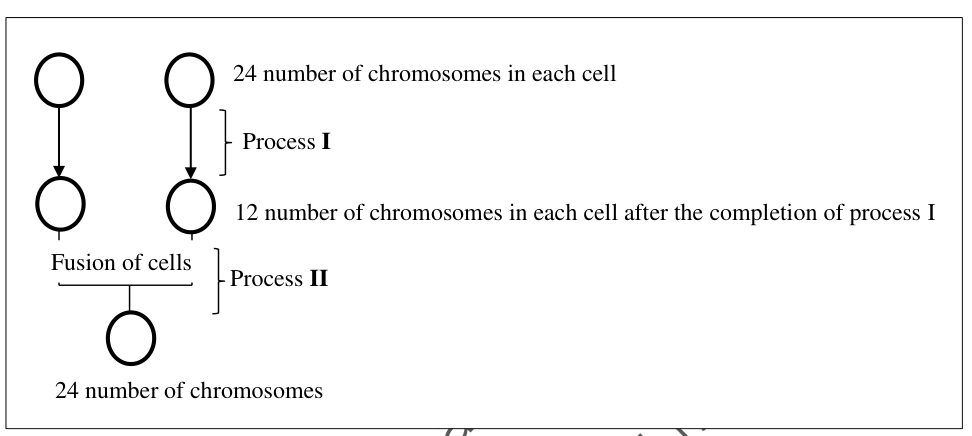 24 number of chromosomes in each cell
Process I
12 number of chromosomes in each cell after the completion of process I
Fusion of cells
Process II
24 number of chromosomes